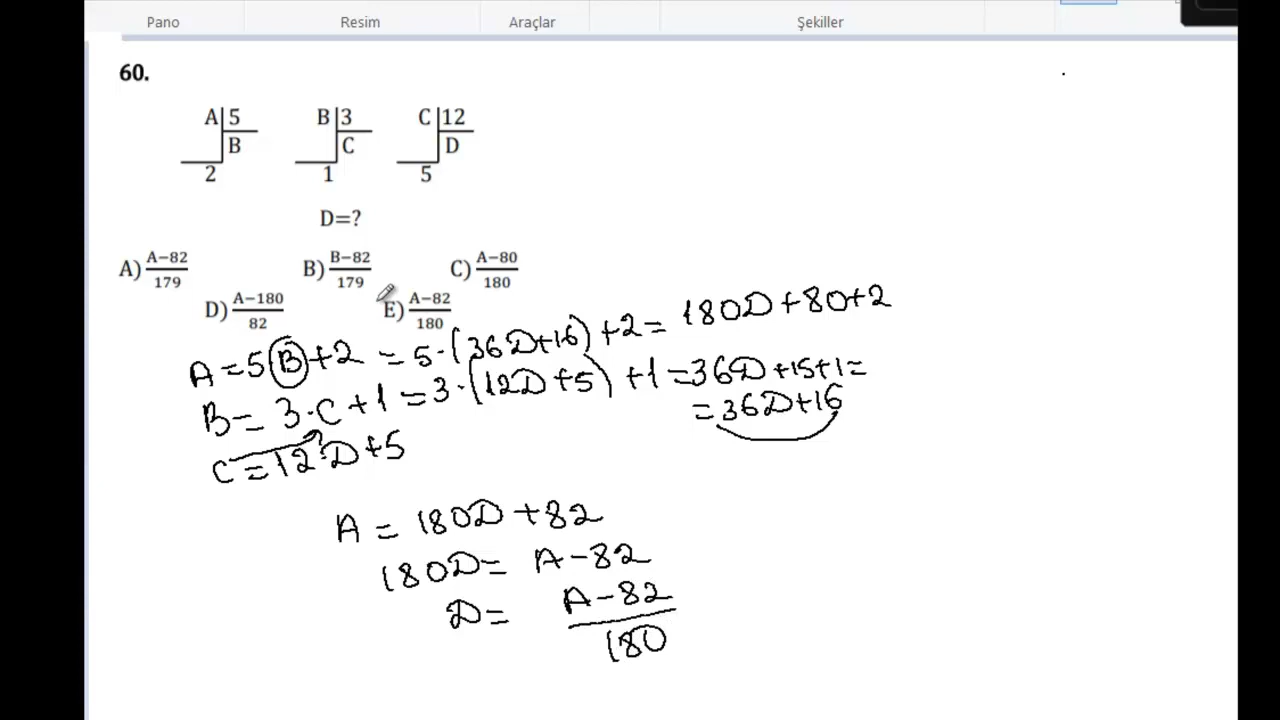 Pano Resim Araçlar Şekiller
60.
A 5 B 3 C 12
B C D
2 1 5
D=?
A) A−82/179 B) B−82/179 C) A−80/180
D) A−180/82 E) A−82/180
A = 5B+2 = 5·(36D+16)+2 = 180D+80+2
B = 3·C+1 = 3·(12D+5)+1 = 36D+15+1=
= 36D+16
C = 12D+5
A = 180D+82
180D = A−82
D = A−82/180